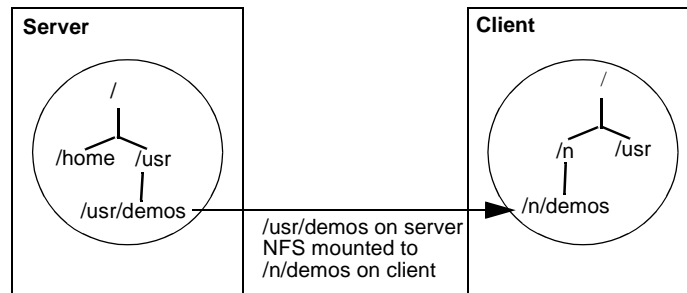 Server
/
/home /usr
/usr/demos
Client
/
/n /usr
/n/demos
/usr/demos on server
NFS mounted to
/n/demos on client